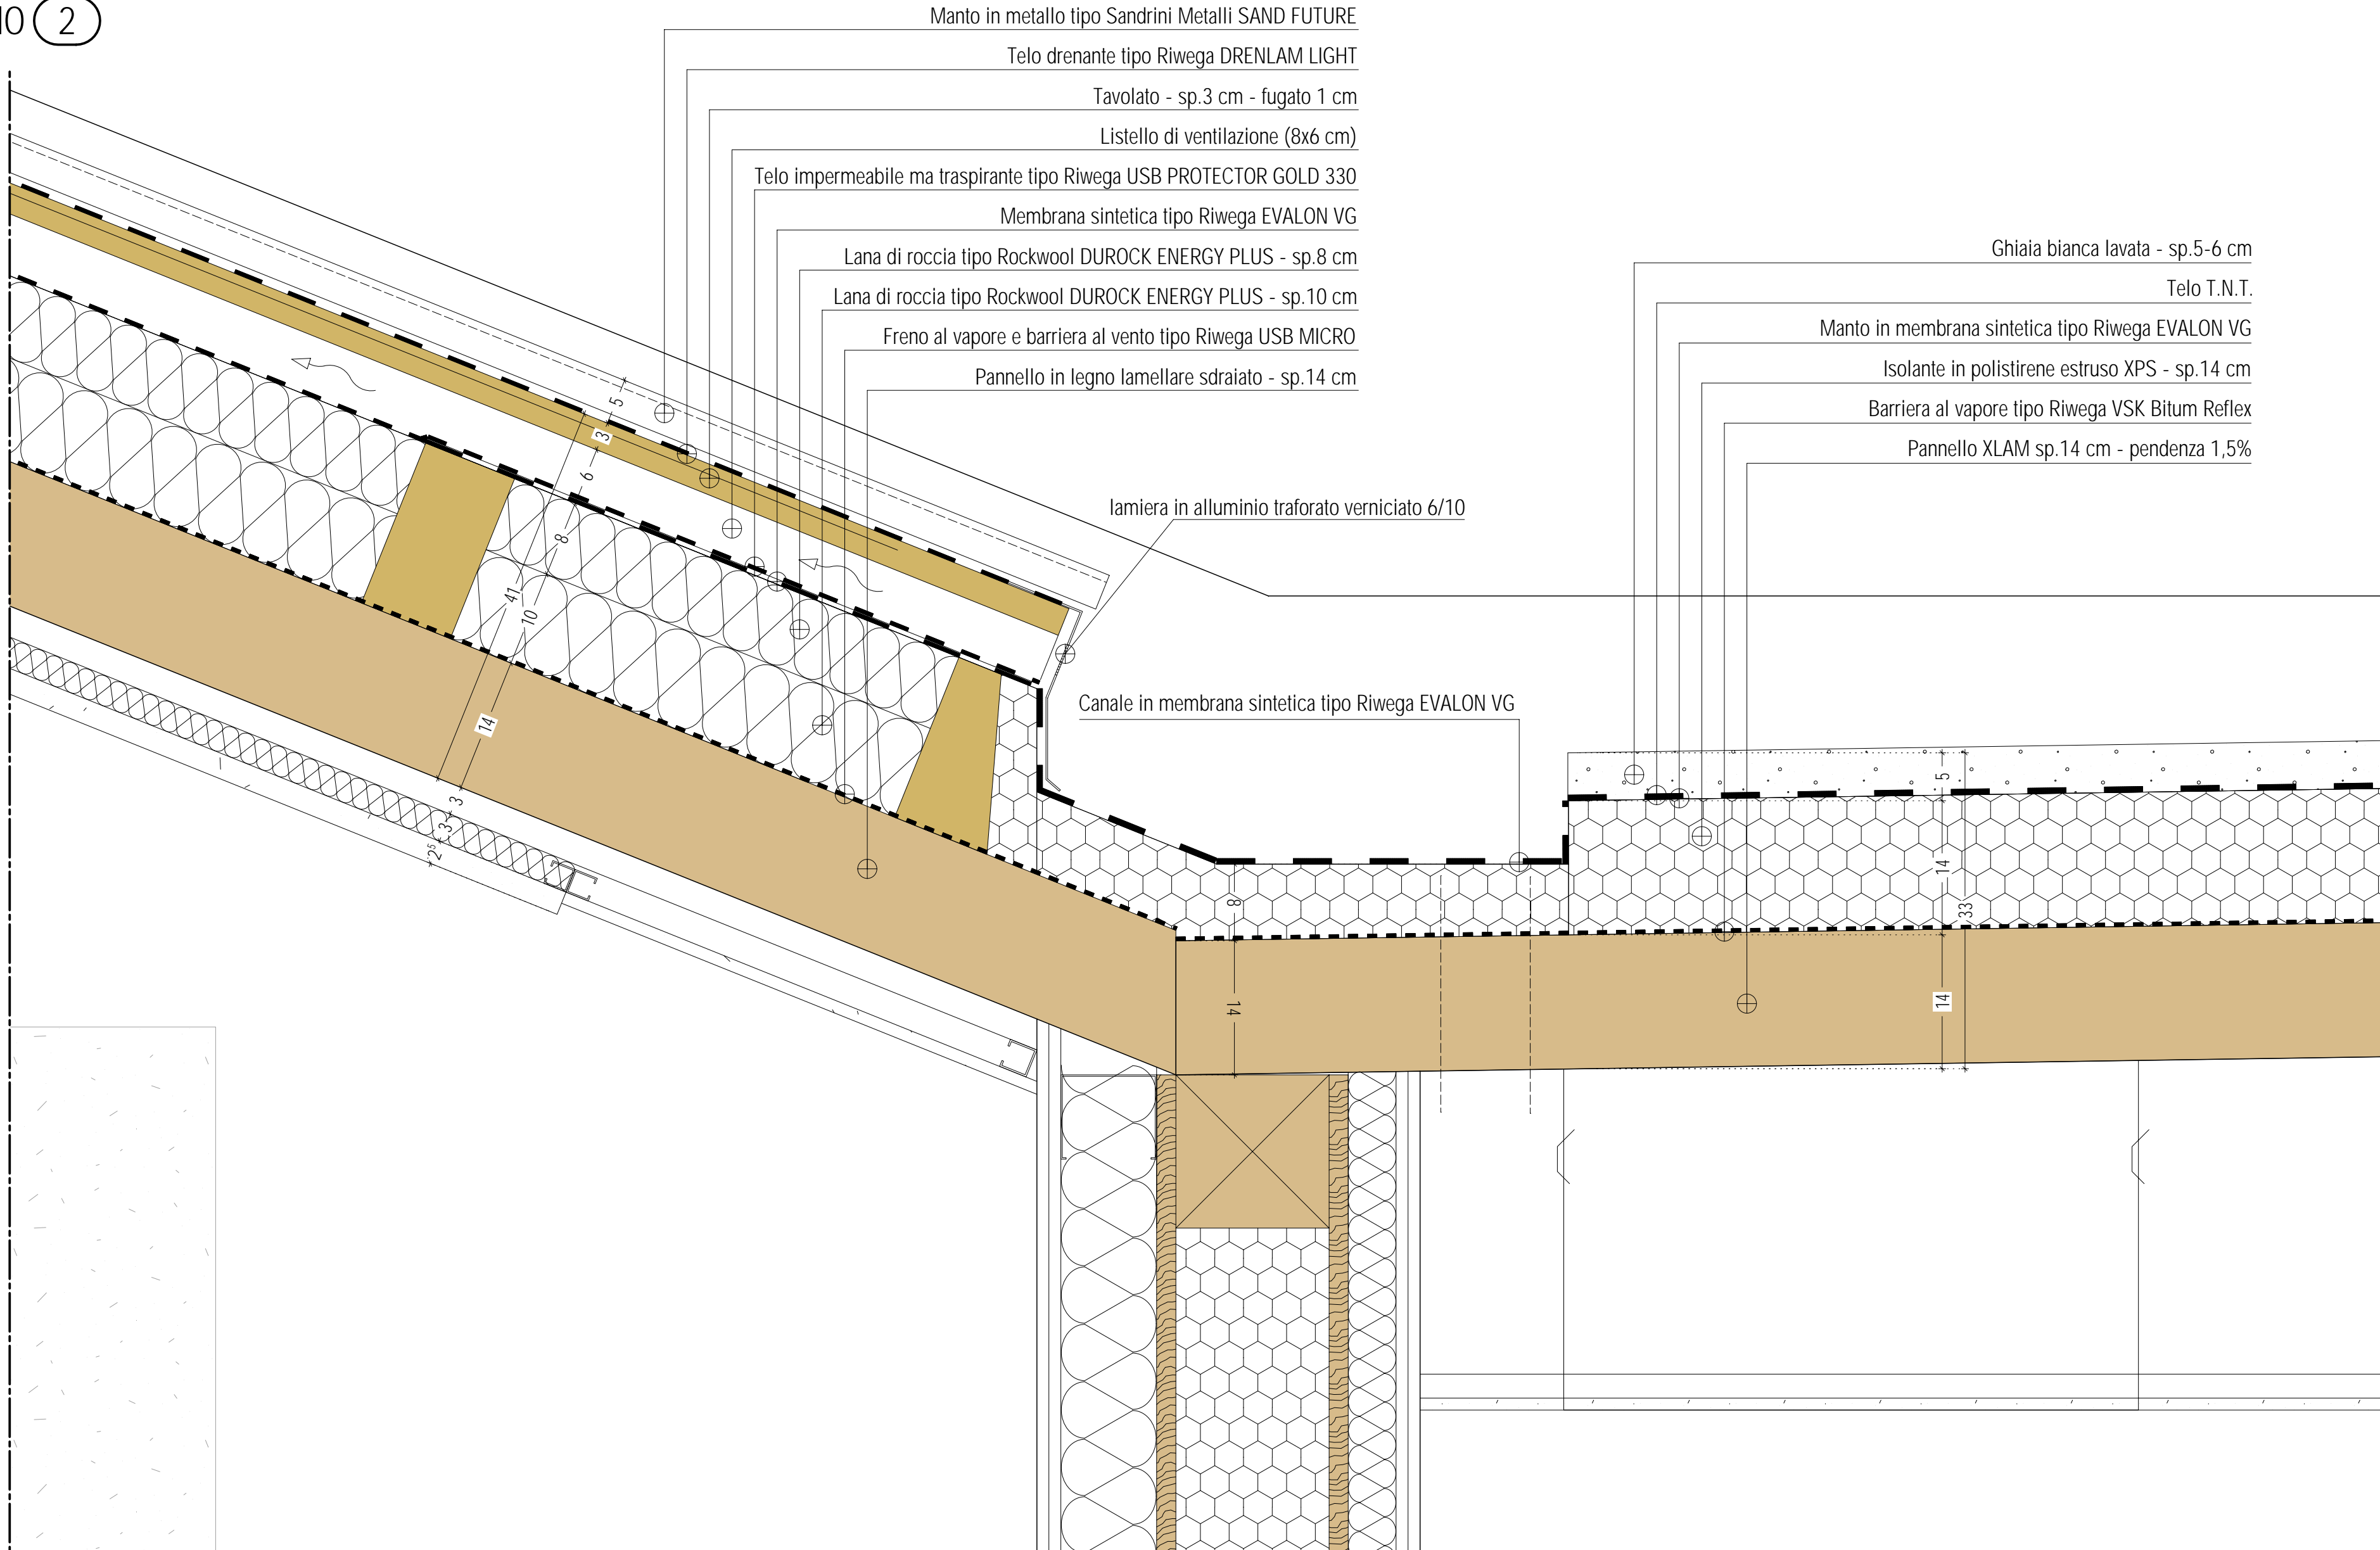 2
Manto in metallo tipo Sandrini Metalli SAND FUTURE
Telo drenante tipo Riwega DRENLAM LIGHT
Tavolato - sp.3 cm - fugato 1 cm
Listello di ventilazione (8x6 cm)
Telo impermeabile ma traspirante tipo Riwega USB PROTECTOR GOLD 330
Membrana sintetica tipo Riwega EVALON VG
Lana di roccia tipo Rockwool DUROCK ENERGY PLUS - sp.8 cm
Lana di roccia tipo Rockwool DUROCK ENERGY PLUS - sp.10 cm
Freno al vapore e barriera al vento tipo Riwega USB MICRO
Pannello in legno lamellare sdraiato - sp.14 cm
Ghiaia bianca lavata - sp.5-6 cm
Telo T.N.T.
Manto in membrana sintetica tipo Riwega EVALON VG
Isolante in polistirene estruso XPS - sp.14 cm
Barriera al vapore tipo Riwega VSK Bitum Reflex
Pannello XLAM sp.14 cm - pendenza 1,5%
lamiera in alluminio traforato verniciato 6/10
Canale in membrana sintetica tipo Riwega EVALON VG
5
3
6
8
41
10
14
3
3
2⁵
8
14
5
14
33
14